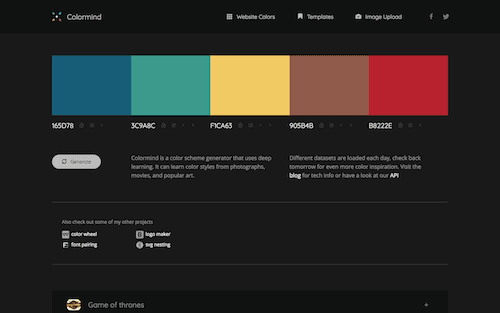 Colormind
Website Colors
Templates
Image Upload
165D78
3C9A8C
F1CA63
905B4B
B8222E
Generate
Colormind is a color scheme generator that uses deep
learning. It can learn color styles from photographs,
movies, and popular art.
Different datasets are loaded each day, check back
tomorrow for even more color inspiration. Visit the
blog for tech info or have a look at our API
Also check out some of my other projects
color wheel
logo maker
font pairing
svg nesting
Game of thrones
+